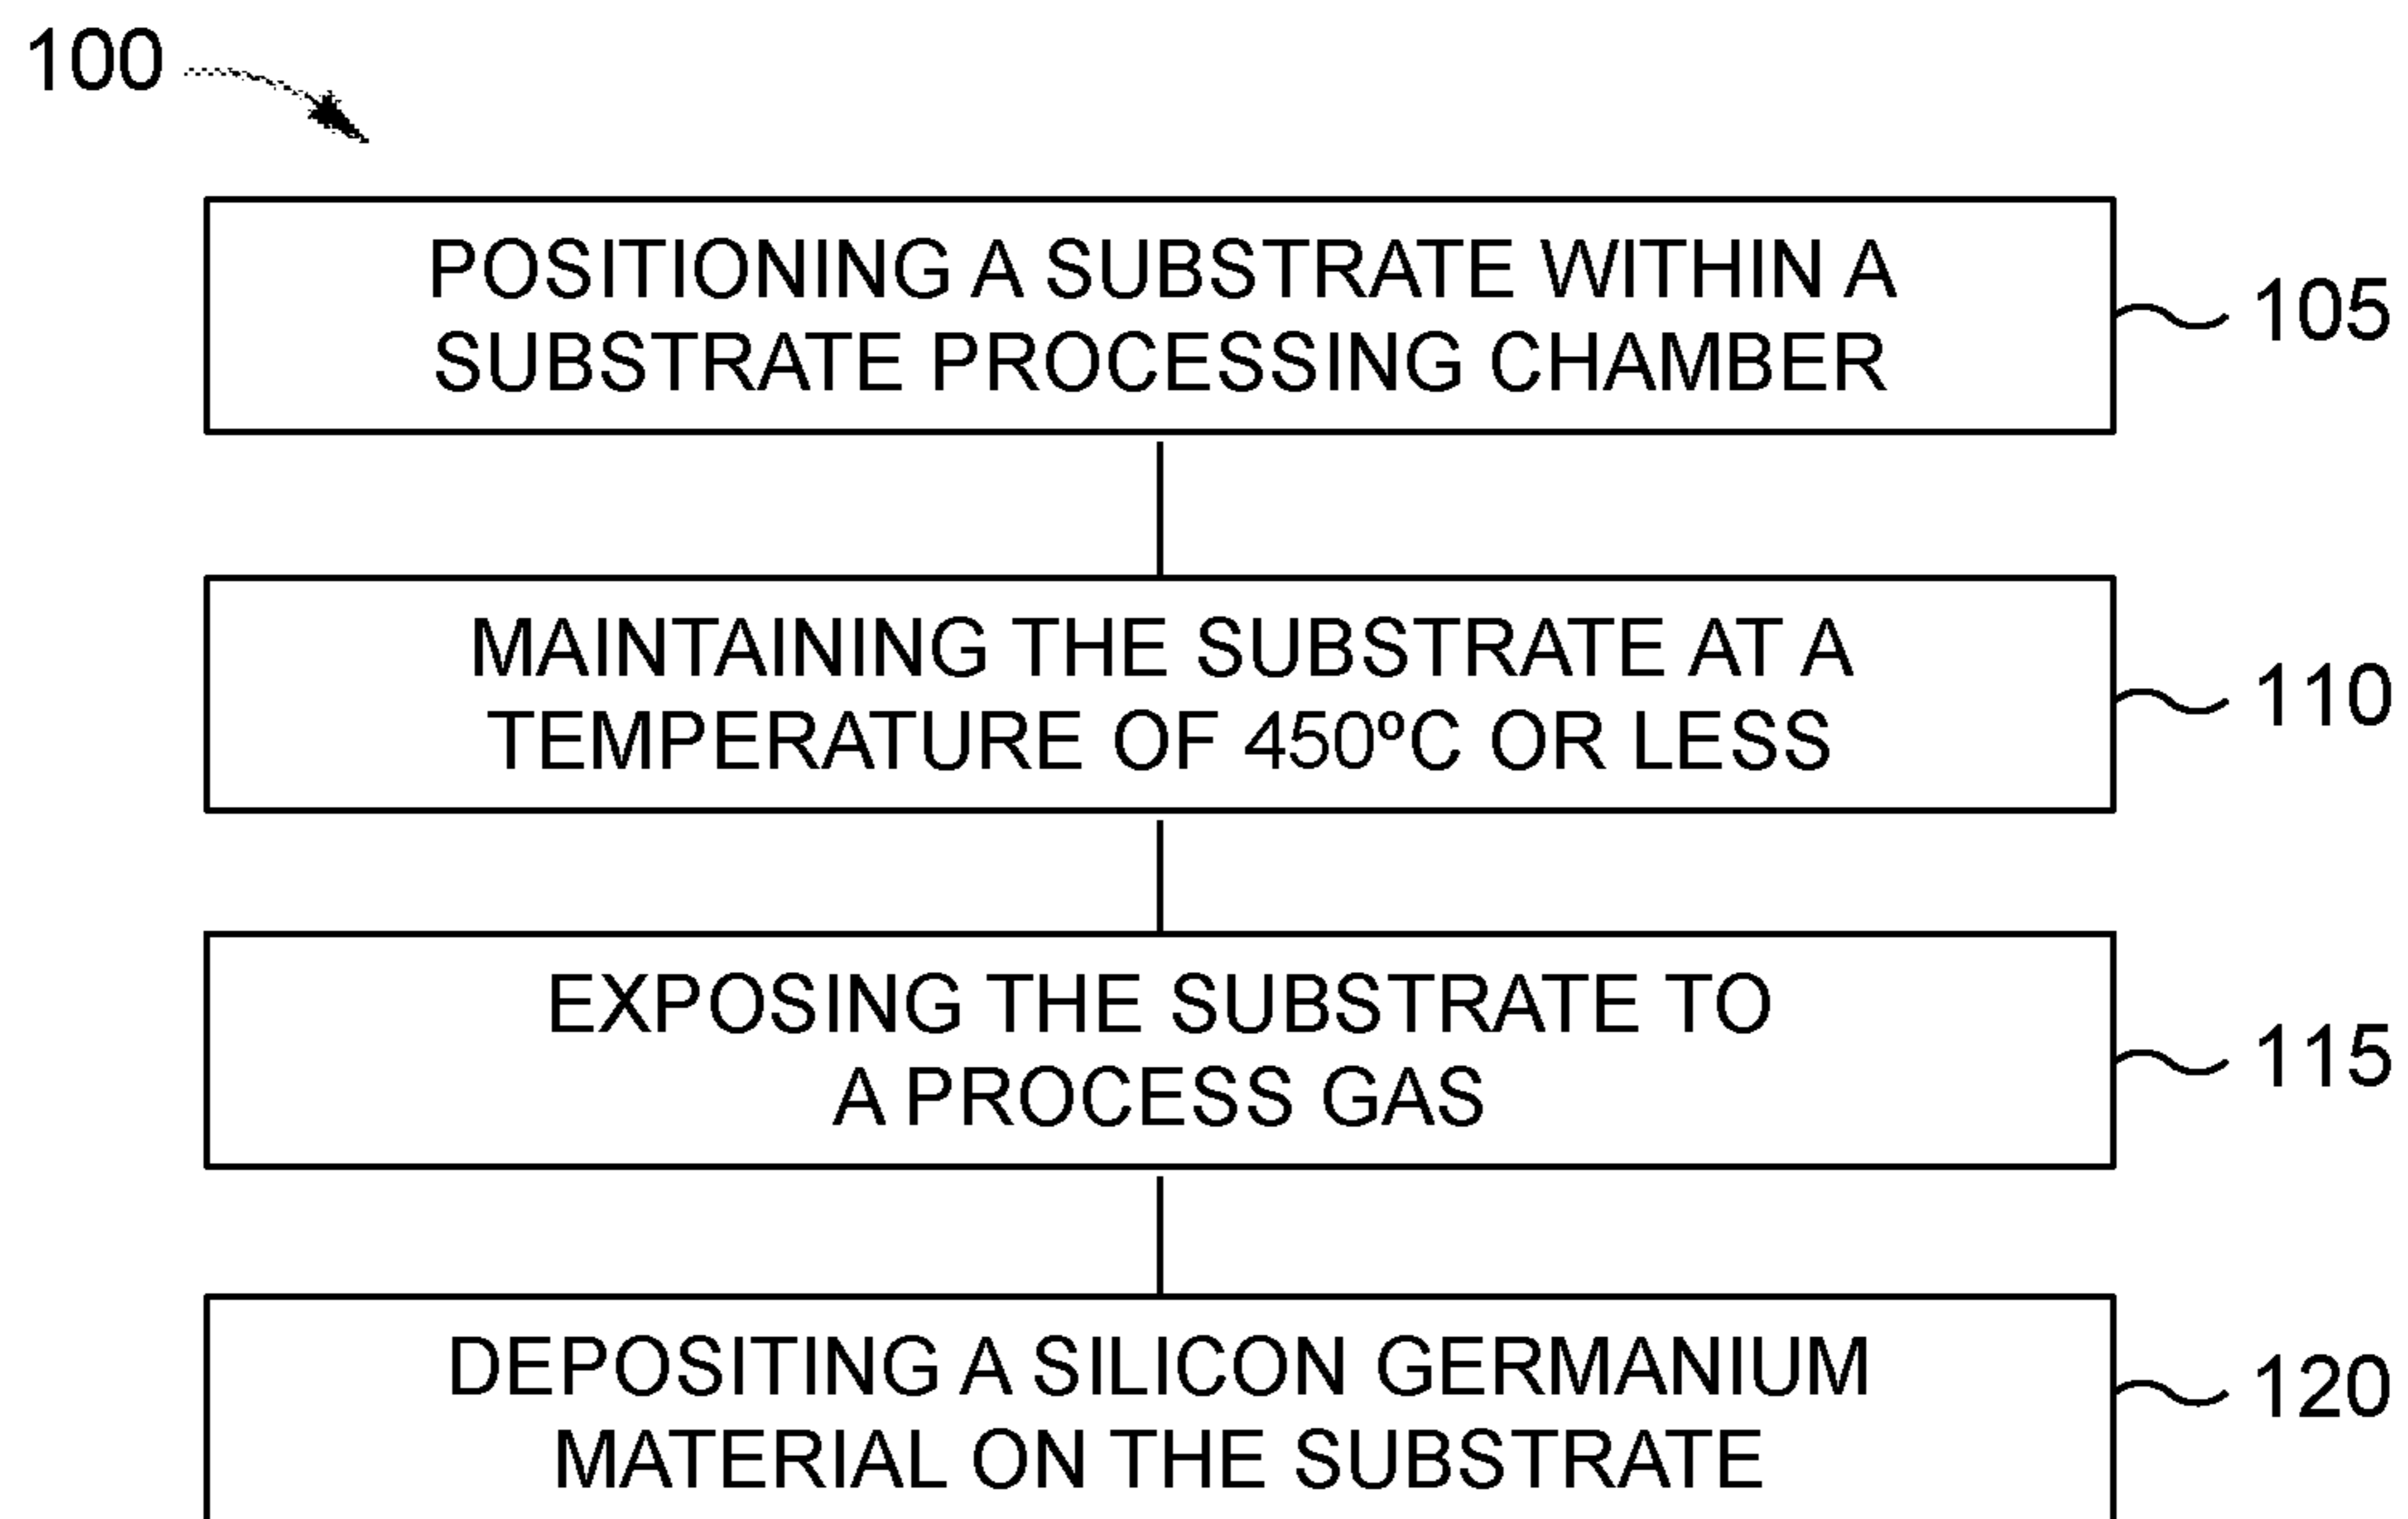 100
POSITIONING A SUBSTRATE WITHIN A
SUBSTRATE PROCESSING CHAMBER
105
MAINTAINING THE SUBSTRATE AT A
TEMPERATURE OF 450ºC OR LESS
110
EXPOSING THE SUBSTRATE TO
A PROCESS GAS
115
DEPOSITING A SILICON GERMANIUM
MATERIAL ON THE SUBSTRATE
120